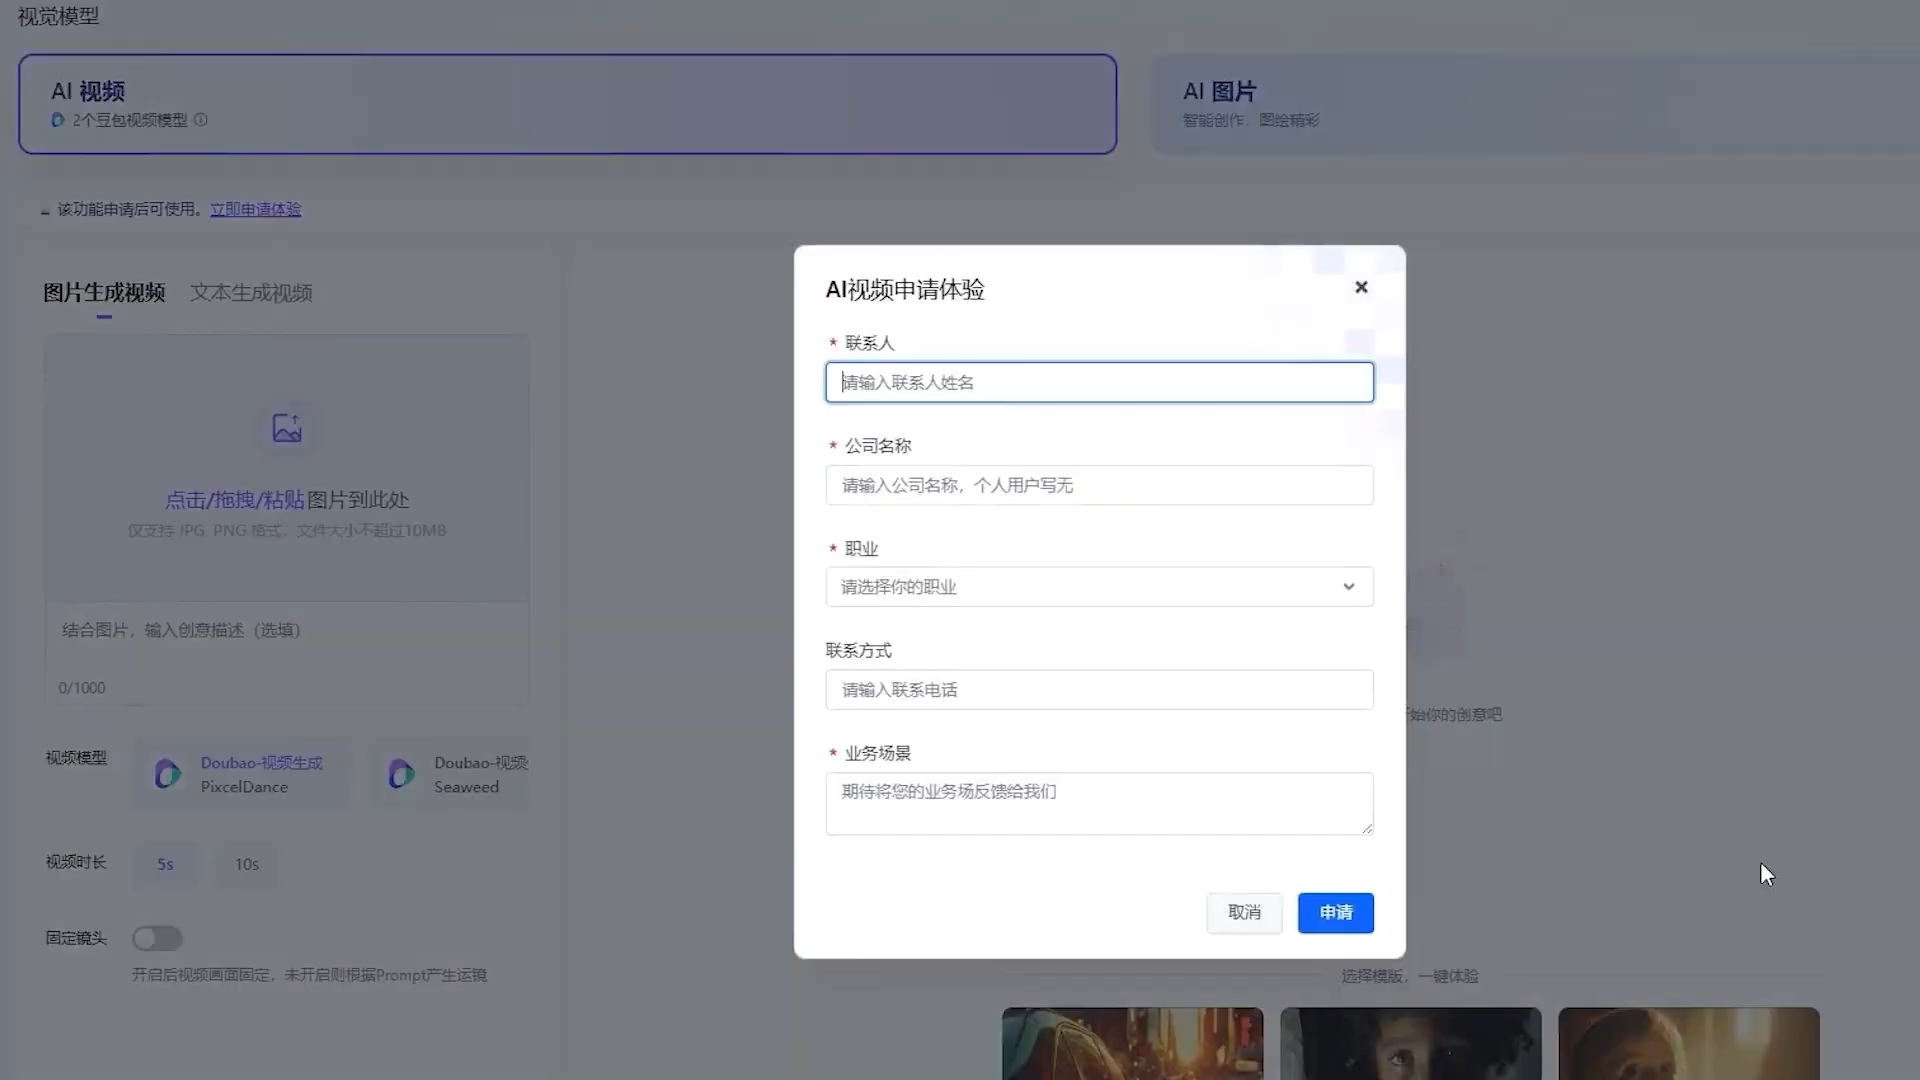 视觉模型
AI 视频
2个豆包视频模型
AI 图片
智能创作，图绘精彩
该功能申请后可使用。立即申请体验
图片生成视频
文本生成视频
点击/拖拽/粘贴图片到此处
仅支持 JPG, PNG 格式，文件大小不超过10MB
结合图片，输入创意描述（选填）
0/1000
视频模型
Doubao-视频生成
PixcelDance
Doubao-视频
Seaweed
视频时长
5s
10s
固定镜头
开启后视频画面固定，未开启则根据Prompt产生运镜
AI视频申请体验
* 联系人
请输入联系人姓名
* 公司名称
请输入公司名称，个人用户写无
* 职业
请选择你的职业
联系方式
请输入联系电话
* 业务场景
期待将您的业务场反馈给我们
取消
申请
始你的创意吧
选择模版，一键体验